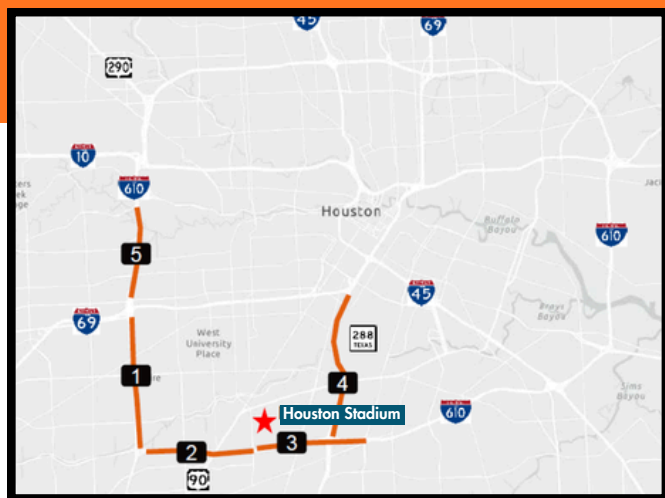 45
69
290
10
610
Houston
Buffalo
Bayou
610
5
69
45
West
University
Place
288
TEXAS
Brays
Bayou
1
4
Sims
Bayou
Houston Stadium
610
2
3
90